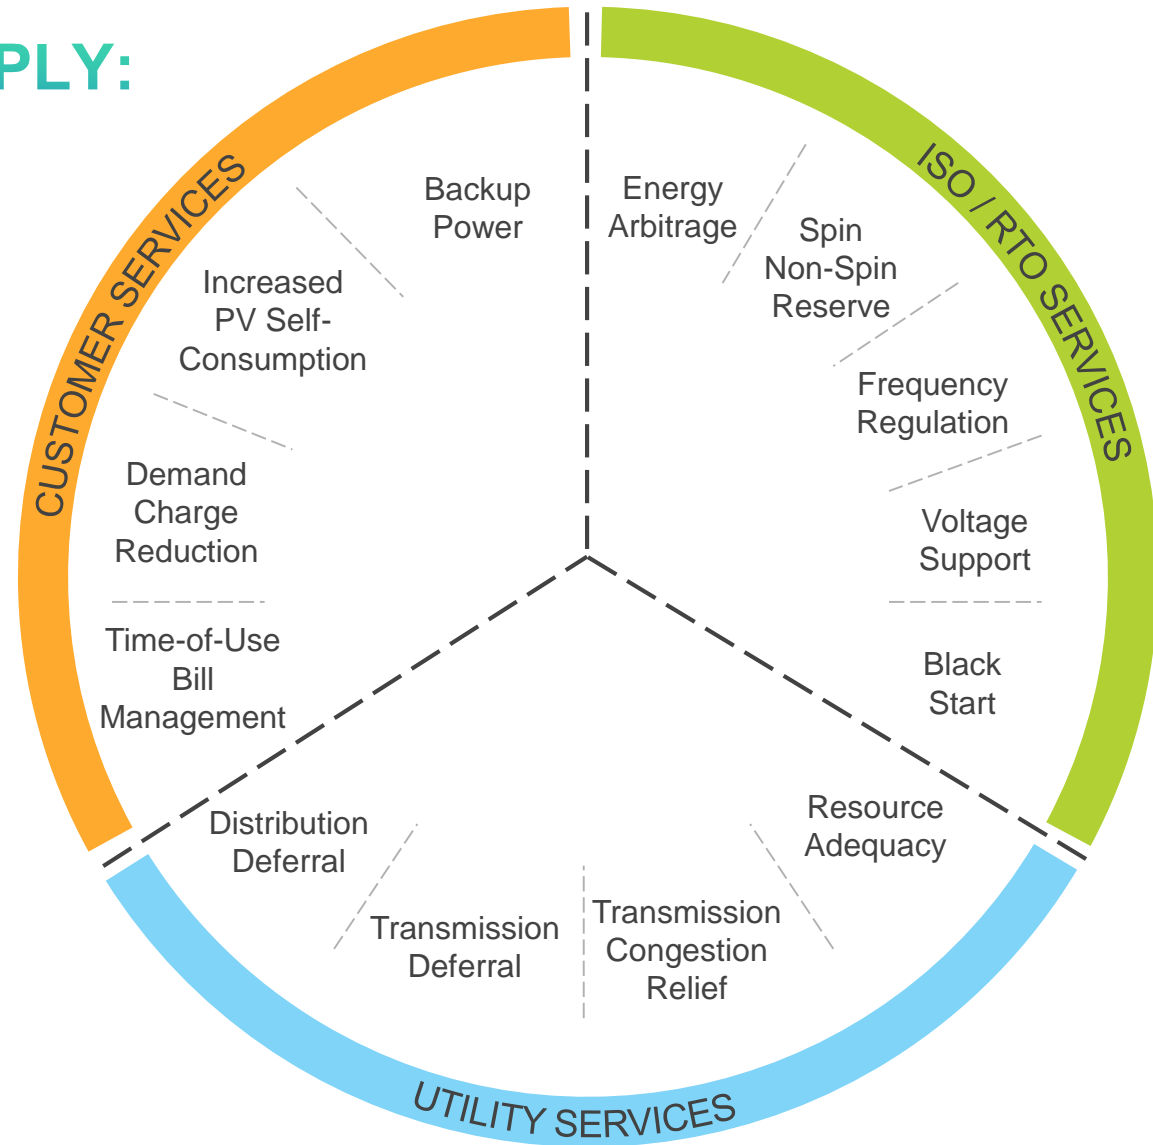 PLY:
CUSTOMER SERVICES
Backup
Power
Increased
PV Self-
Consumption
Demand
Charge
Reduction
Time-of-Use
Bill
Management
ISO / RTO SERVICES
Energy
Arbitrage
Spin
Non-Spin
Reserve
Frequency
Regulation
Voltage
Support
Black
Start
Resource
Adequacy
Transmission
Congestion
Relief
Transmission
Deferral
Distribution
Deferral
UTILITY SERVICES